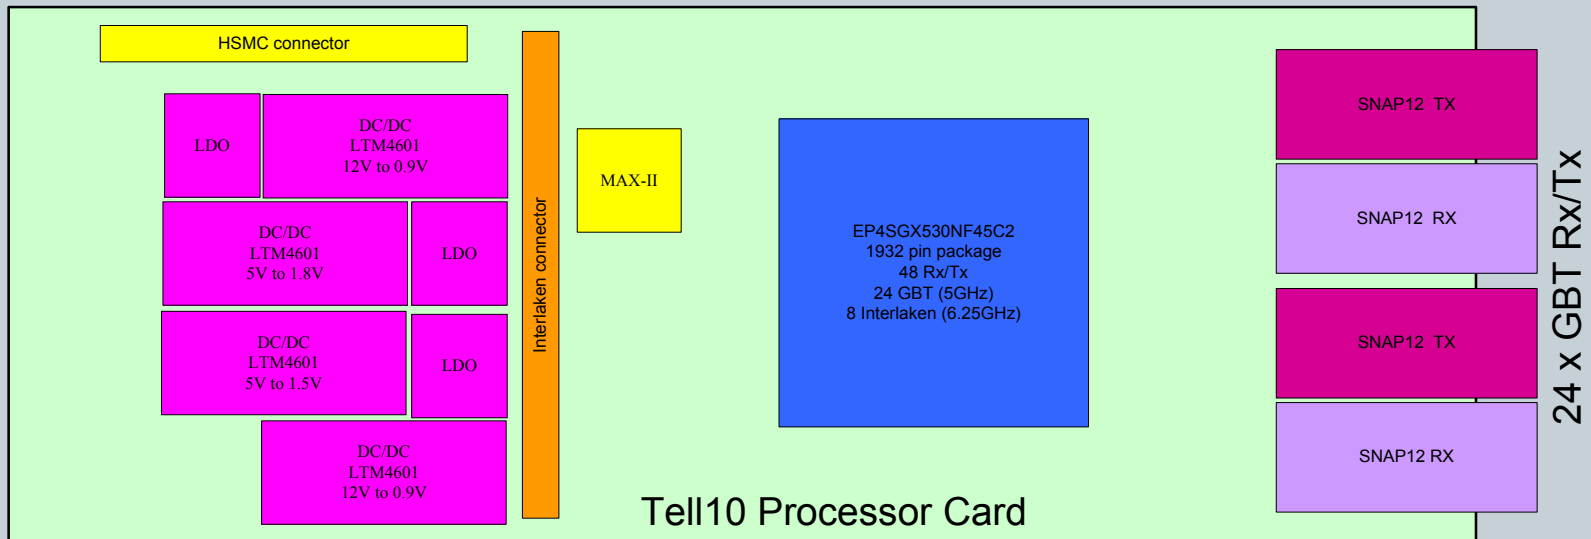 HSMC connector
LDO
DC/DC
LTM4601
12V to 0.9V
DC/DC
LTM4601
5V to 1.8V
LDO
DC/DC
LTM4601
5V to 1.5V
LDO
DC/DC
LTM4601
12V to 0.9V
Interlaken connector
MAX-II
EP4SGX530NF45C2
1932 pin package
48 Rx/Tx
24 GBT (5GHz)
8 Interlaken (6.25GHz)
SNAP12 TX
SNAP12 RX
SNAP12 TX
SNAP12 RX
24 x GBT Rx/Tx
Tell10 Processor Card